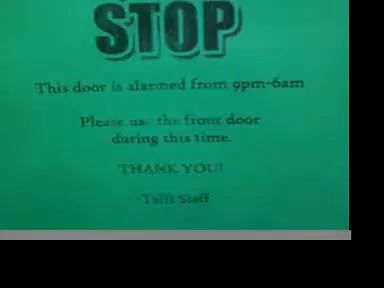 STOP
This door is alarmed from 9pm-6am
Please use the front door
during this time.
THANK YOU!
Staff